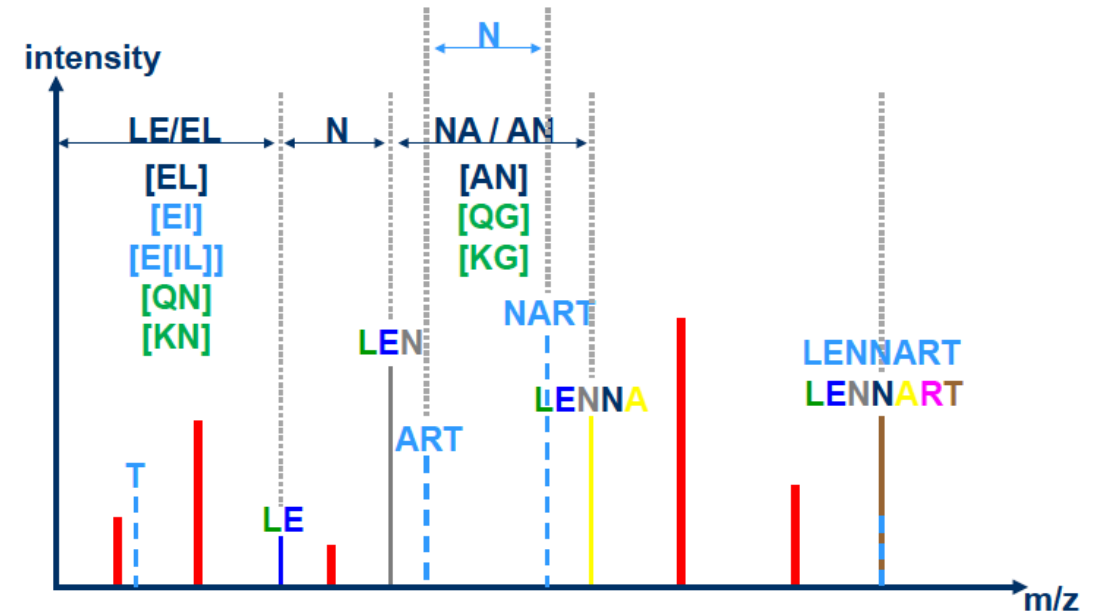 N
intensity
LE/EL N NA / AN
[EL] [AN]
[EI] [QG]
[E[IL]] [KG]
[QN]
[KN]
NART
LEN
LENNART
LENNA
LENNART
ART
T
LE
m/z